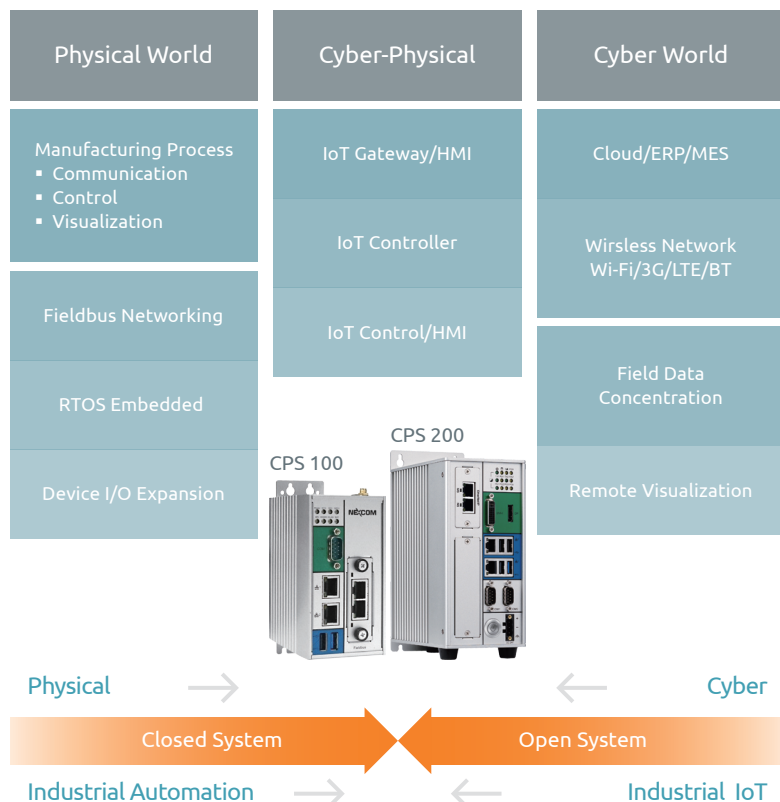 Physical World
Cyber-Physical
Cyber World
Manufacturing Process
▪ Communication
▪ Control
▪ Visualization
Fieldbus Networking
RTOS Embedded
Device I/O Expansion
IoT Gateway/HMI
IoT Controller
IoT Control/HMI
Cloud/ERP/MES
Wirsless Network
Wi-Fi/3G/LTE/BT
Field Data
Concentration
Remote Visualization
CPS 100
CPS 200
NEXCOM
Physical
Cyber
Closed System
Open System
Industrial Automation
Industrial IoT